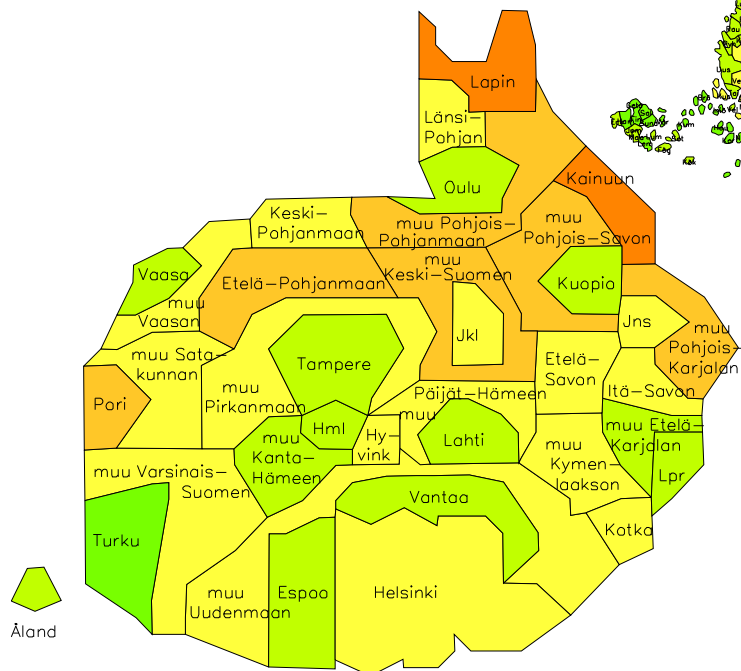 Lapin
Länsi-
Pohjan
Kainuun
Oulu
Keski-
Pohjanmaan
muu Pohjois-
Pohjanmaan
muu
Pohjois-Savon
muu
Keski-Suomen
Vaasa
Etelä-Pohjanmaan
Kuopio
muu
Vaasan
Jkl
Jns
muu
Pohjois-
Karjalan
muu Sata-
kunnan
Tampere
Etelä-
Savon
Itä-Savon
muu
Pirkanmaan
Päijät-Hämeen
muu
Pori
Hml
Hy-
vink
Lahti
muu Etelä-
Karjalan
muu
Kanta-
Hämeen
muu
Kymen-
laakson
muu Varsinais-
Suomen
Lpr
Vantaa
Turku
Kotka
muu
Uudenmaan
Espoo
Helsinki
Åland